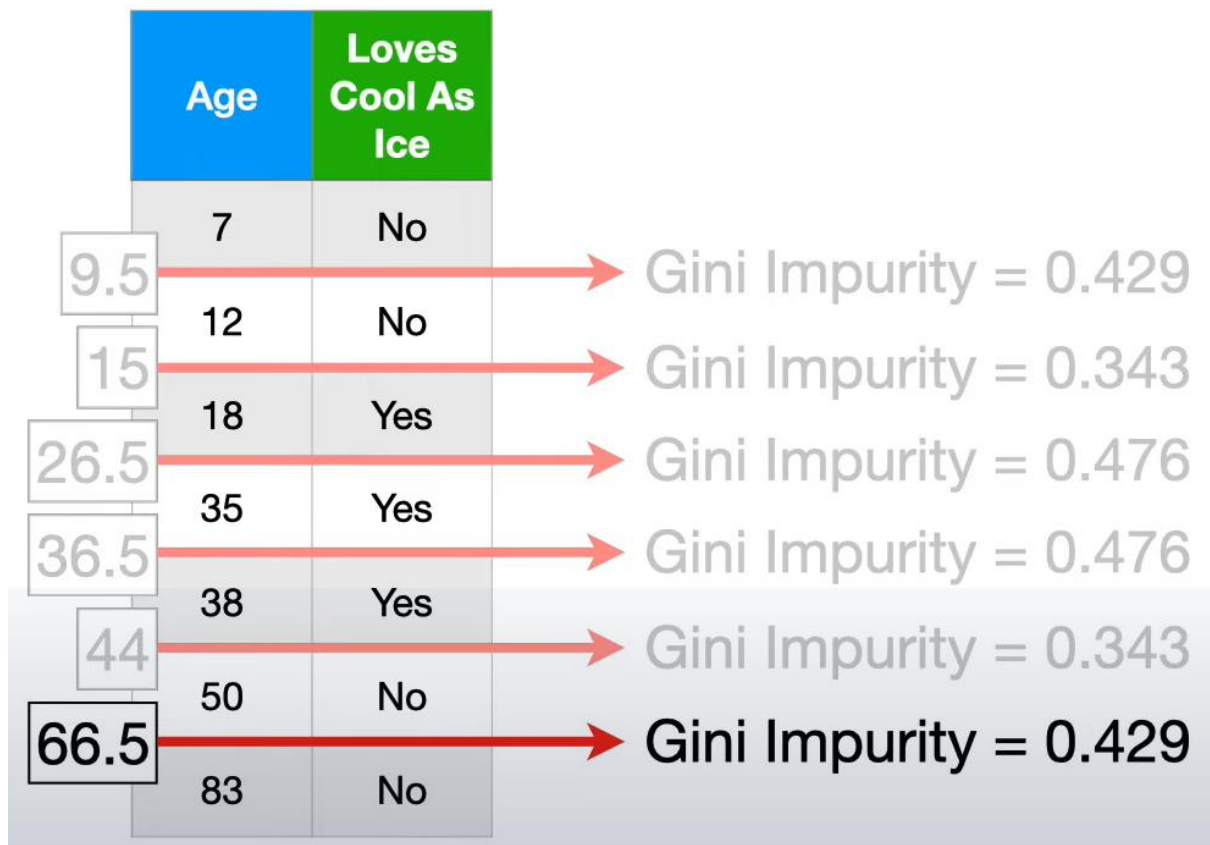 Age
Loves
Cool As
Ice
7 No
9.5 Gini Impurity = 0.429
12 No
15 Gini Impurity = 0.343
18 Yes
26.5 Gini Impurity = 0.476
35 Yes
36.5 Gini Impurity = 0.476
38 Yes
44 Gini Impurity = 0.343
50 No
66.5 Gini Impurity = 0.429
83 No